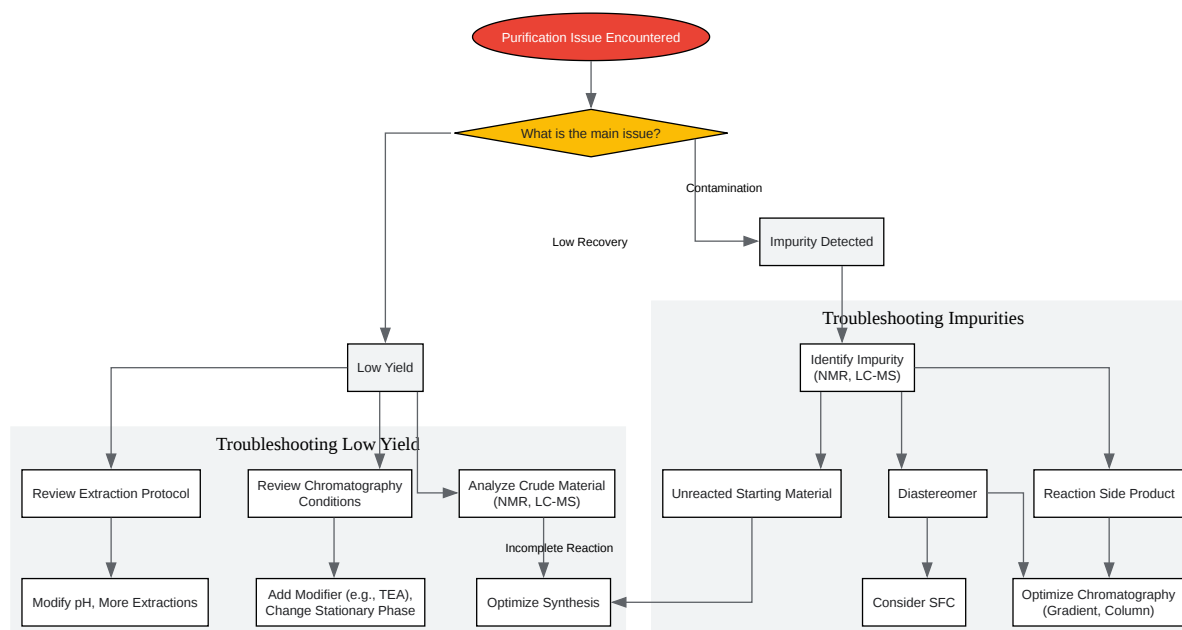 Purification Issue Encountered
What is the main issue?
Contamination
Low Recovery
Impurity Detected
Troubleshooting Impurities
Identify Impurity
(NMR, LC-MS)
Low Yield
Troubleshooting Low Yield
Review Extraction Protocol
Review Chromatography
Conditions
Analyze Crude Material
(NMR, LC-MS)
Unreacted Starting Material
Diastereomer
Reaction Side Product
Incomplete Reaction
Modify pH, More Extractions
Add Modifier (e.g., TEA),
Change Stationary Phase
Optimize Synthesis
Consider SFC
Optimize Chromatography
(Gradient, Column)